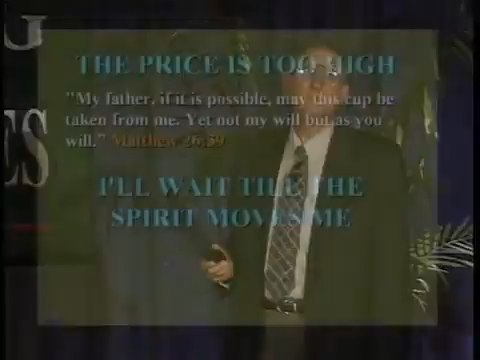 G
THE PRICE IS TOO HIGH
"My father, if it is possible, may this cup be
taken from me. Yet not my will but as you
will." Matthew 26:39
ES
I'LL WAIT TILL THE
SPIRIT MOVES ME